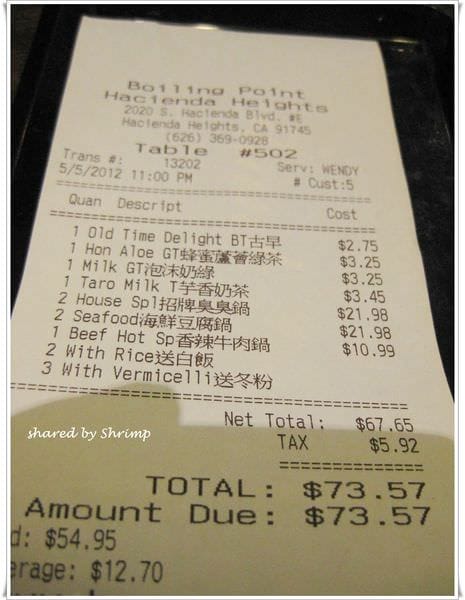 Boiling Point
Hacienda Heights
2020 S. Hacienda Blvd. #E
Hacienda Heights, CA 91745
(626) 369-0928
Table #502
Trans #: 13202 Serv: WENDY
5/5/2012 11:00 PM # Cust:5
Quan Descript Cost
1 Old Time Delight BT古早 $2.75
1 Hon Aloe GT蜂蜜蘆薈綠茶 $3.25
1 Milk GT泡沫奶綠 $3.25
1 Taro Milk T芋香奶茶 $3.45
2 House Spl招牌臭臭鍋 $21.98
2 Seafood海鮮豆腐鍋 $21.98
1 Beef Hot Sp香辣牛肉鍋 $10.99
2 With Rice送白飯
3 With Vermicelli送冬粉
Net Total: $67.65
TAX $5.92
shared by Shrimp
TOTAL: $73.57
Amount Due: $73.57
d: $54.95
erage: $12.70